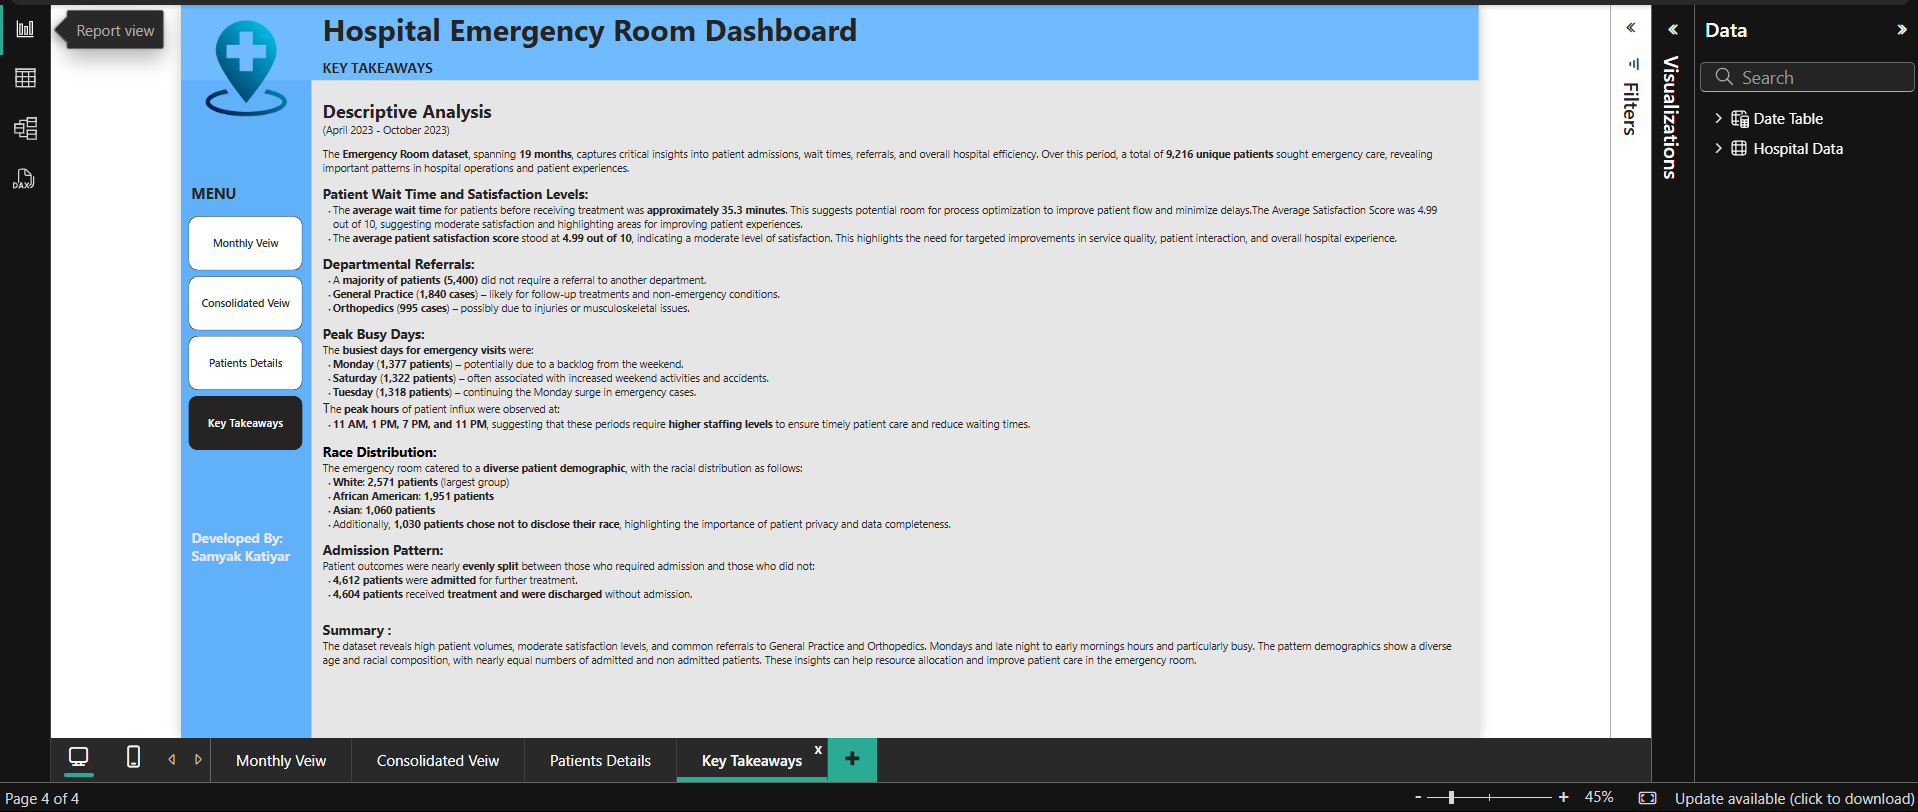 Report view
Hospital Emergency Room Dashboard
KEY TAKEAWAYS
MENU
Monthly Veiw
Consolidated Veiw
Patients Details
Key Takeaways
Developed By:
Samyak Katiyar
Descriptive Analysis
(April 2023 - October 2023)
The Emergency Room dataset, spanning 19 months, captures critical insights into patient admissions, wait times, referrals, and overall hospital efficiency. Over this period, a total of 9,216 unique patients sought emergency care, revealing
important patterns in hospital operations and patient experiences.
Patient Wait Time and Satisfaction Levels:
· The average wait time for patients before receiving treatment was approximately 35.3 minutes. This suggests potential room for process optimization to improve patient flow and minimize delays.The Average Satisfaction Score was 4.99
out of 10, suggesting moderate satisfaction and highlighting areas for improving patient experiences.
· The average patient satisfaction score stood at 4.99 out of 10, indicating a moderate level of satisfaction. This highlights the need for targeted improvements in service quality, patient interaction, and overall hospital experience.
Departmental Referrals:
· A majority of patients (5,400) did not require a referral to another department.
· General Practice (1,840 cases) – likely for follow-up treatments and non-emergency conditions.
· Orthopedics (995 cases) – possibly due to injuries or musculoskeletal issues.
Peak Busy Days:
The busiest days for emergency visits were:
· Monday (1,377 patients) – potentially due to a backlog from the weekend.
· Saturday (1,322 patients) – often associated with increased weekend activities and accidents.
· Tuesday (1,318 patients) – continuing the Monday surge in emergency cases.
The peak hours of patient influx were observed at:
· 11 AM, 1 PM, 7 PM, and 11 PM, suggesting that these periods require higher staffing levels to ensure timely patient care and reduce waiting times.
Race Distribution:
The emergency room catered to a diverse patient demographic, with the racial distribution as follows:
· White: 2,571 patients (largest group)
· African American: 1,951 patients
· Asian: 1,060 patients
· Additionally, 1,030 patients chose not to disclose their race, highlighting the importance of patient privacy and data completeness.
Admission Pattern:
Patient outcomes were nearly evenly split between those who required admission and those who did not:
· 4,612 patients were admitted for further treatment.
· 4,604 patients received treatment and were discharged without admission.
Summary :
The dataset reveals high patient volumes, moderate satisfaction levels, and common referrals to General Practice and Orthopedics. Mondays and late night to early mornings hours and particularly busy. The pattern demographics show a diverse
age and racial composition, with nearly equal numbers of admitted and non admitted patients. These insights can help resource allocation and improve patient care in the emergency room.
Filters
Visualizations
Data
Search
Date Table
Hospital Data
DAX
Monthly Veiw
Consolidated Veiw
Patients Details
Key Takeaways
x
+
Page 4 of 4
- + 45%
Update available (click to download)